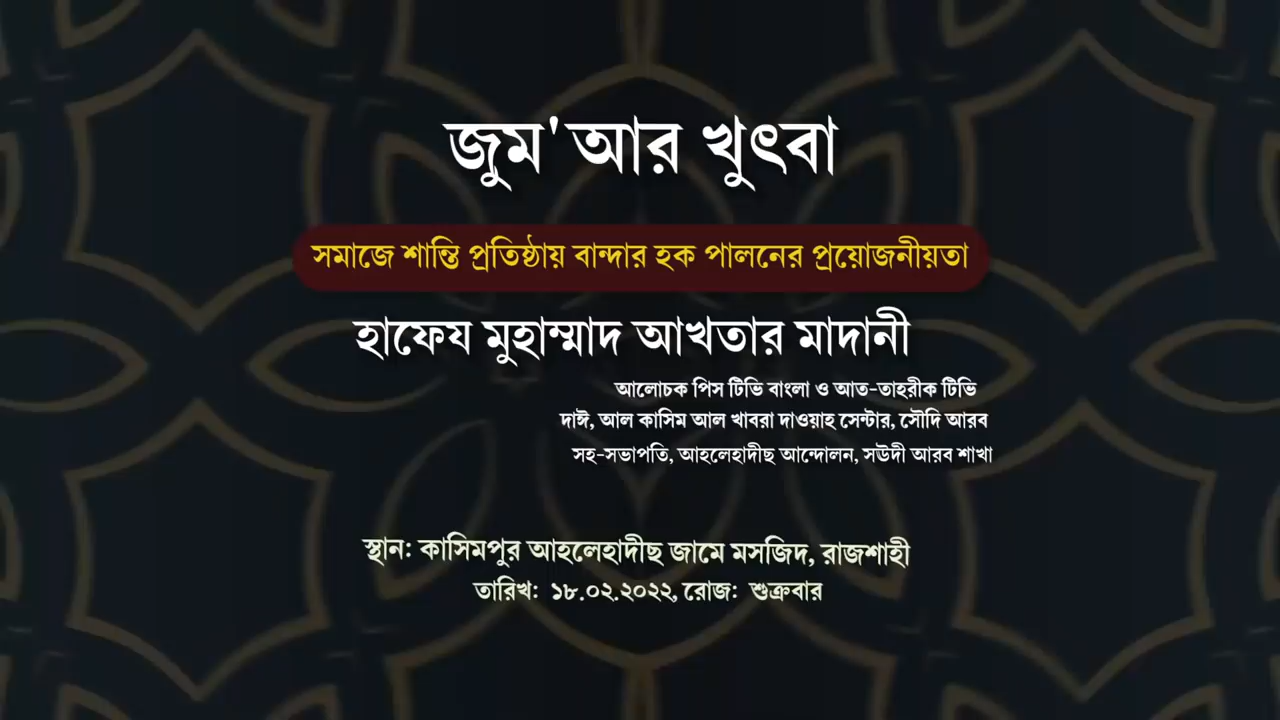 জুম'আর খুৎবা
সমাজে শান্তি প্রতিষ্ঠায় বান্দার হক পালনের প্রয়োজনীয়তা
হাফেয মুহাম্মাদ আখতার মাদানী
আলোচক পিস টিভি বাংলা ও আত-তাহরীক টিভি
দাঈ, আল কাসিম আল খাবরা দাওয়াহ সেন্টার, সৌদি আরব
সহ-সভাপতি, আহলেহাদীছ আন্দোলন, সঊদী আরব শাখা
স্থান: কাসিমপুর আহলেহাদীছ জামে মসজিদ, রাজশাহী
তারিখ: ১৮.০২.২০২২, রোজ: শুক্রবার